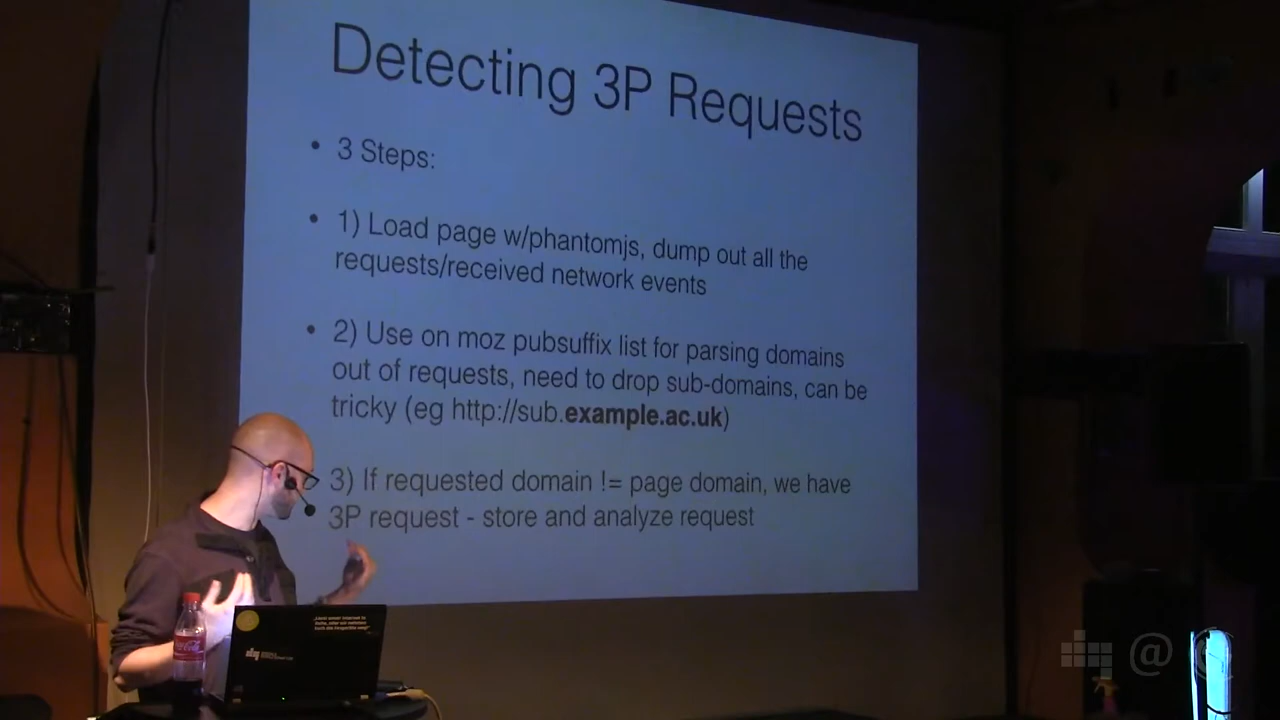 Detecting 3P Requests
• 3 Steps:
• 1) Load page w/phantomjs, dump out all the
requests/received network events
• 2) Use on moz pubsuffix list for parsing domains
out of requests, need to drop sub-domains, can be
tricky (eg http://sub.example.ac.uk)
3) If requested domain != page domain, we have
3P request - store and analyze request
@